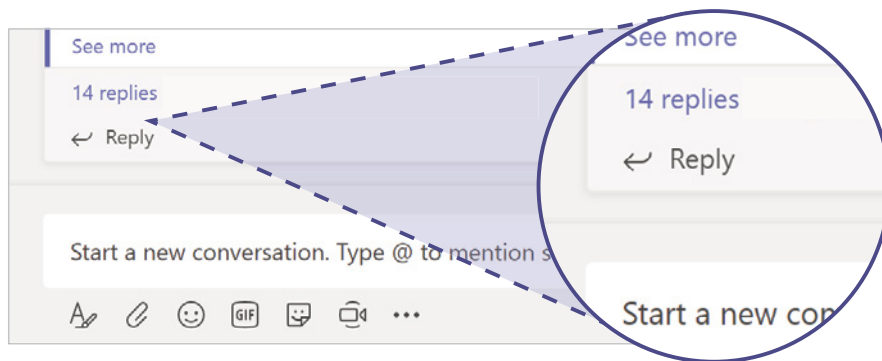 See more
14 replies
Reply
Start a new conversation. Type @ to mention s
GIF
See more
14 replies
Reply
Start a new con